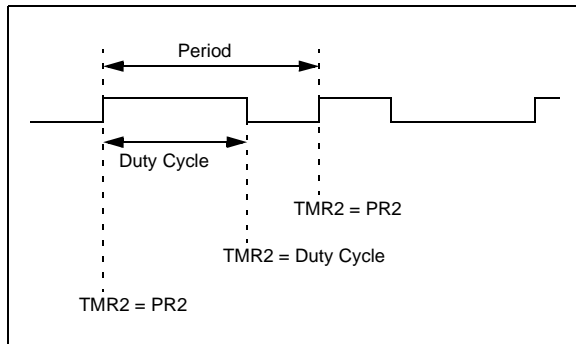 Period
Duty Cycle
TMR2 = PR2
TMR2 = Duty Cycle
TMR2 = PR2